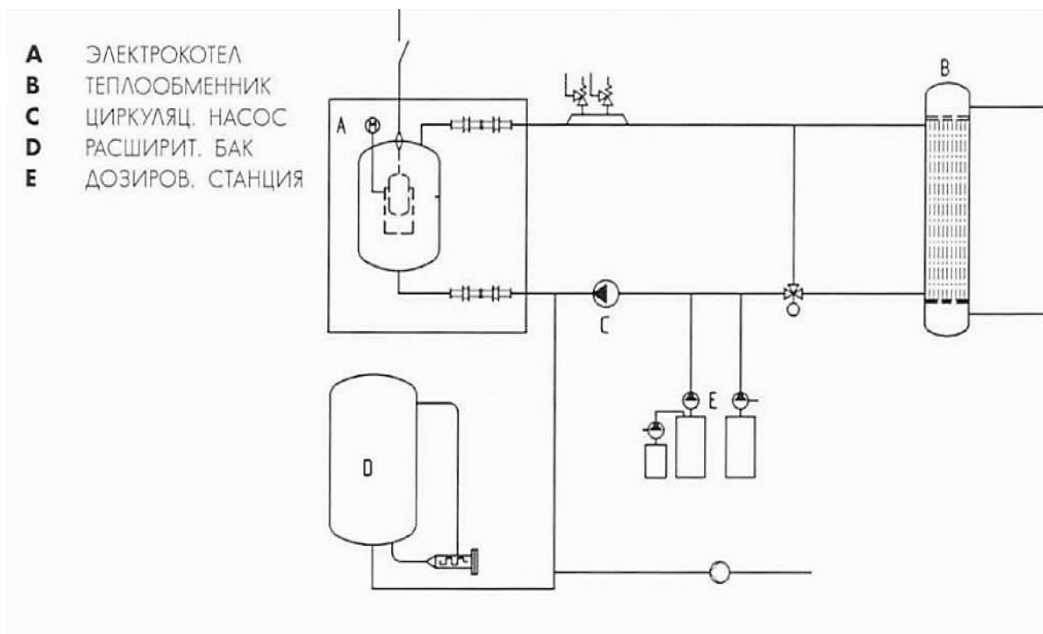 A ЭЛЕКТРОКОТЕЛ
B ТЕПЛООБМЕННИК
C ЦИРКУЛЯЦ. НАСОС
D РАСШИРИТ. БАК
E ДОЗИРОВ. СТАНЦИЯ
B
A M
C
E
D